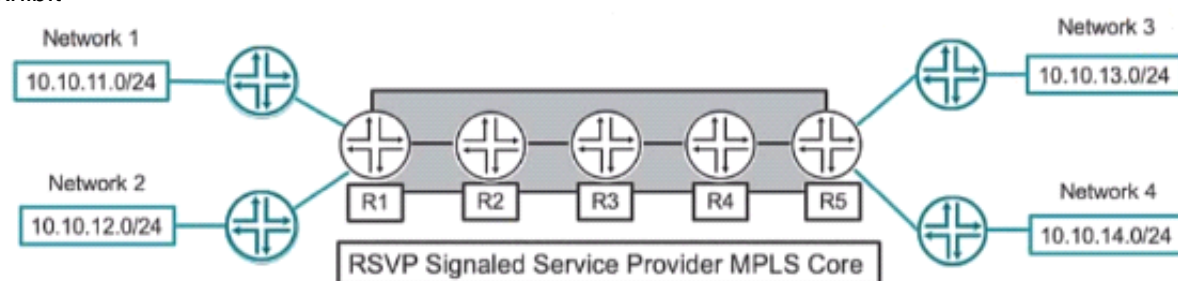 Network 1
10.10.11.0/24
Network 2
10.10.12.0/24
R1
R2
R3
R4
R5
RSVP Signaled Service Provider MPLS Core
Network 3
10.10.13.0/24
Network 4
10.10.14.0/24